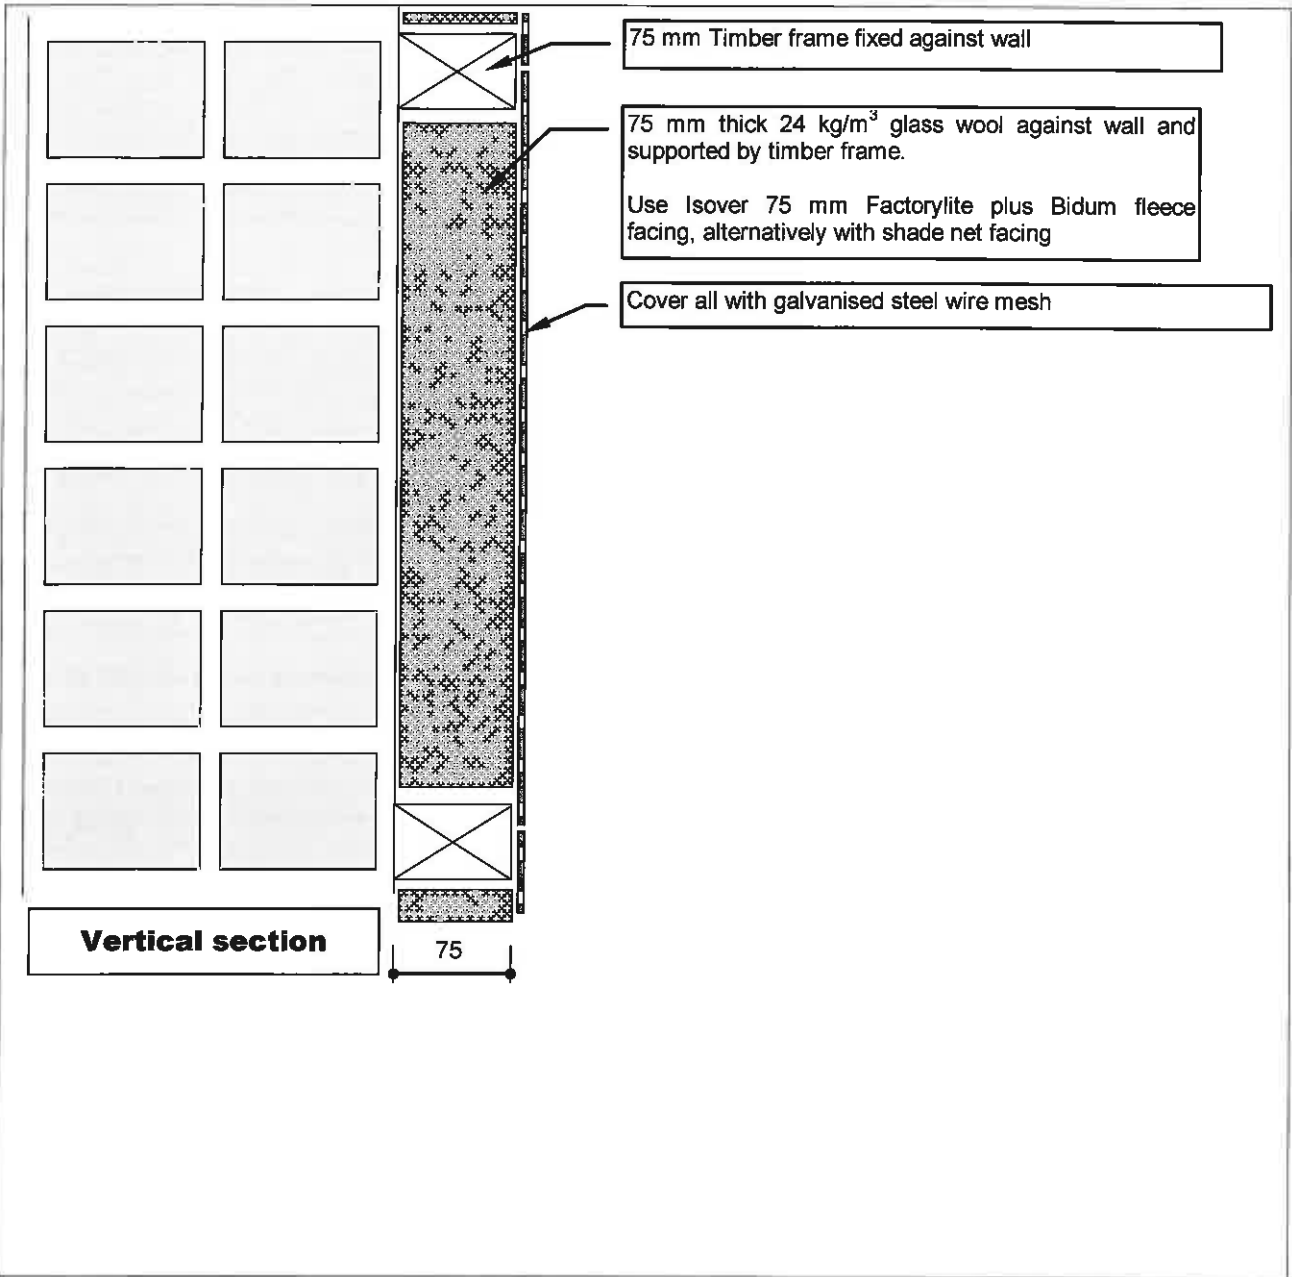 75 mm Timber frame fixed against wall
75 mm thick 24 kg/m³ glass wool against wall and
supported by timber frame.
Use Isover 75 mm Factorylite plus Bidum fleece
facing, alternatively with shade net facing
Cover all with galvanised steel wire mesh
Vertical section
75